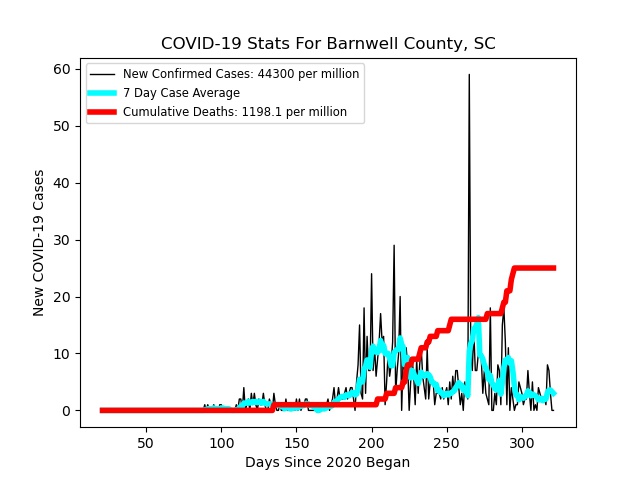 COVID-19 Stats For Barnwell County, SC
New Confirmed Cases: 44300 per million
7 Day Case Average
Cumulative Deaths: 1198.1 per million
New COVID-19 Cases
60
50
40
30
20
10
0
50 100 150 200 250 300
Days Since 2020 Began